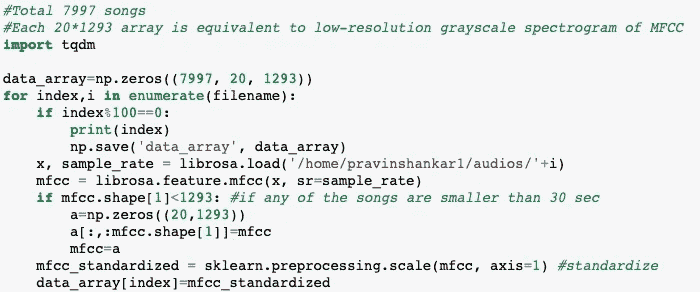 #Total 7997 songs
#Each 20*1293 array is equivalent to low-resolution grayscale spectrogram of MFCC
import tqdm
data_array=np.zeros((7997, 20, 1293))
for index,i in enumerate(filename):
    if index%100==0:
        print(index)
        np.save('data_array', data_array)
    x, sample_rate = librosa.load('/home/pravinshankar1/audios/'+i)
    mfcc = librosa.feature.mfcc(x, sr=sample_rate)
    if mfcc.shape[1]<1293: #if any of the songs are smaller than 30 sec
        a=np.zeros((20,1293))
        a[:,:mfcc.shape[1]]=mfcc
        mfcc=a
    mfcc_standardized = sklearn.preprocessing.scale(mfcc, axis=1) #standardize
    data_array[index]=mfcc_standardized